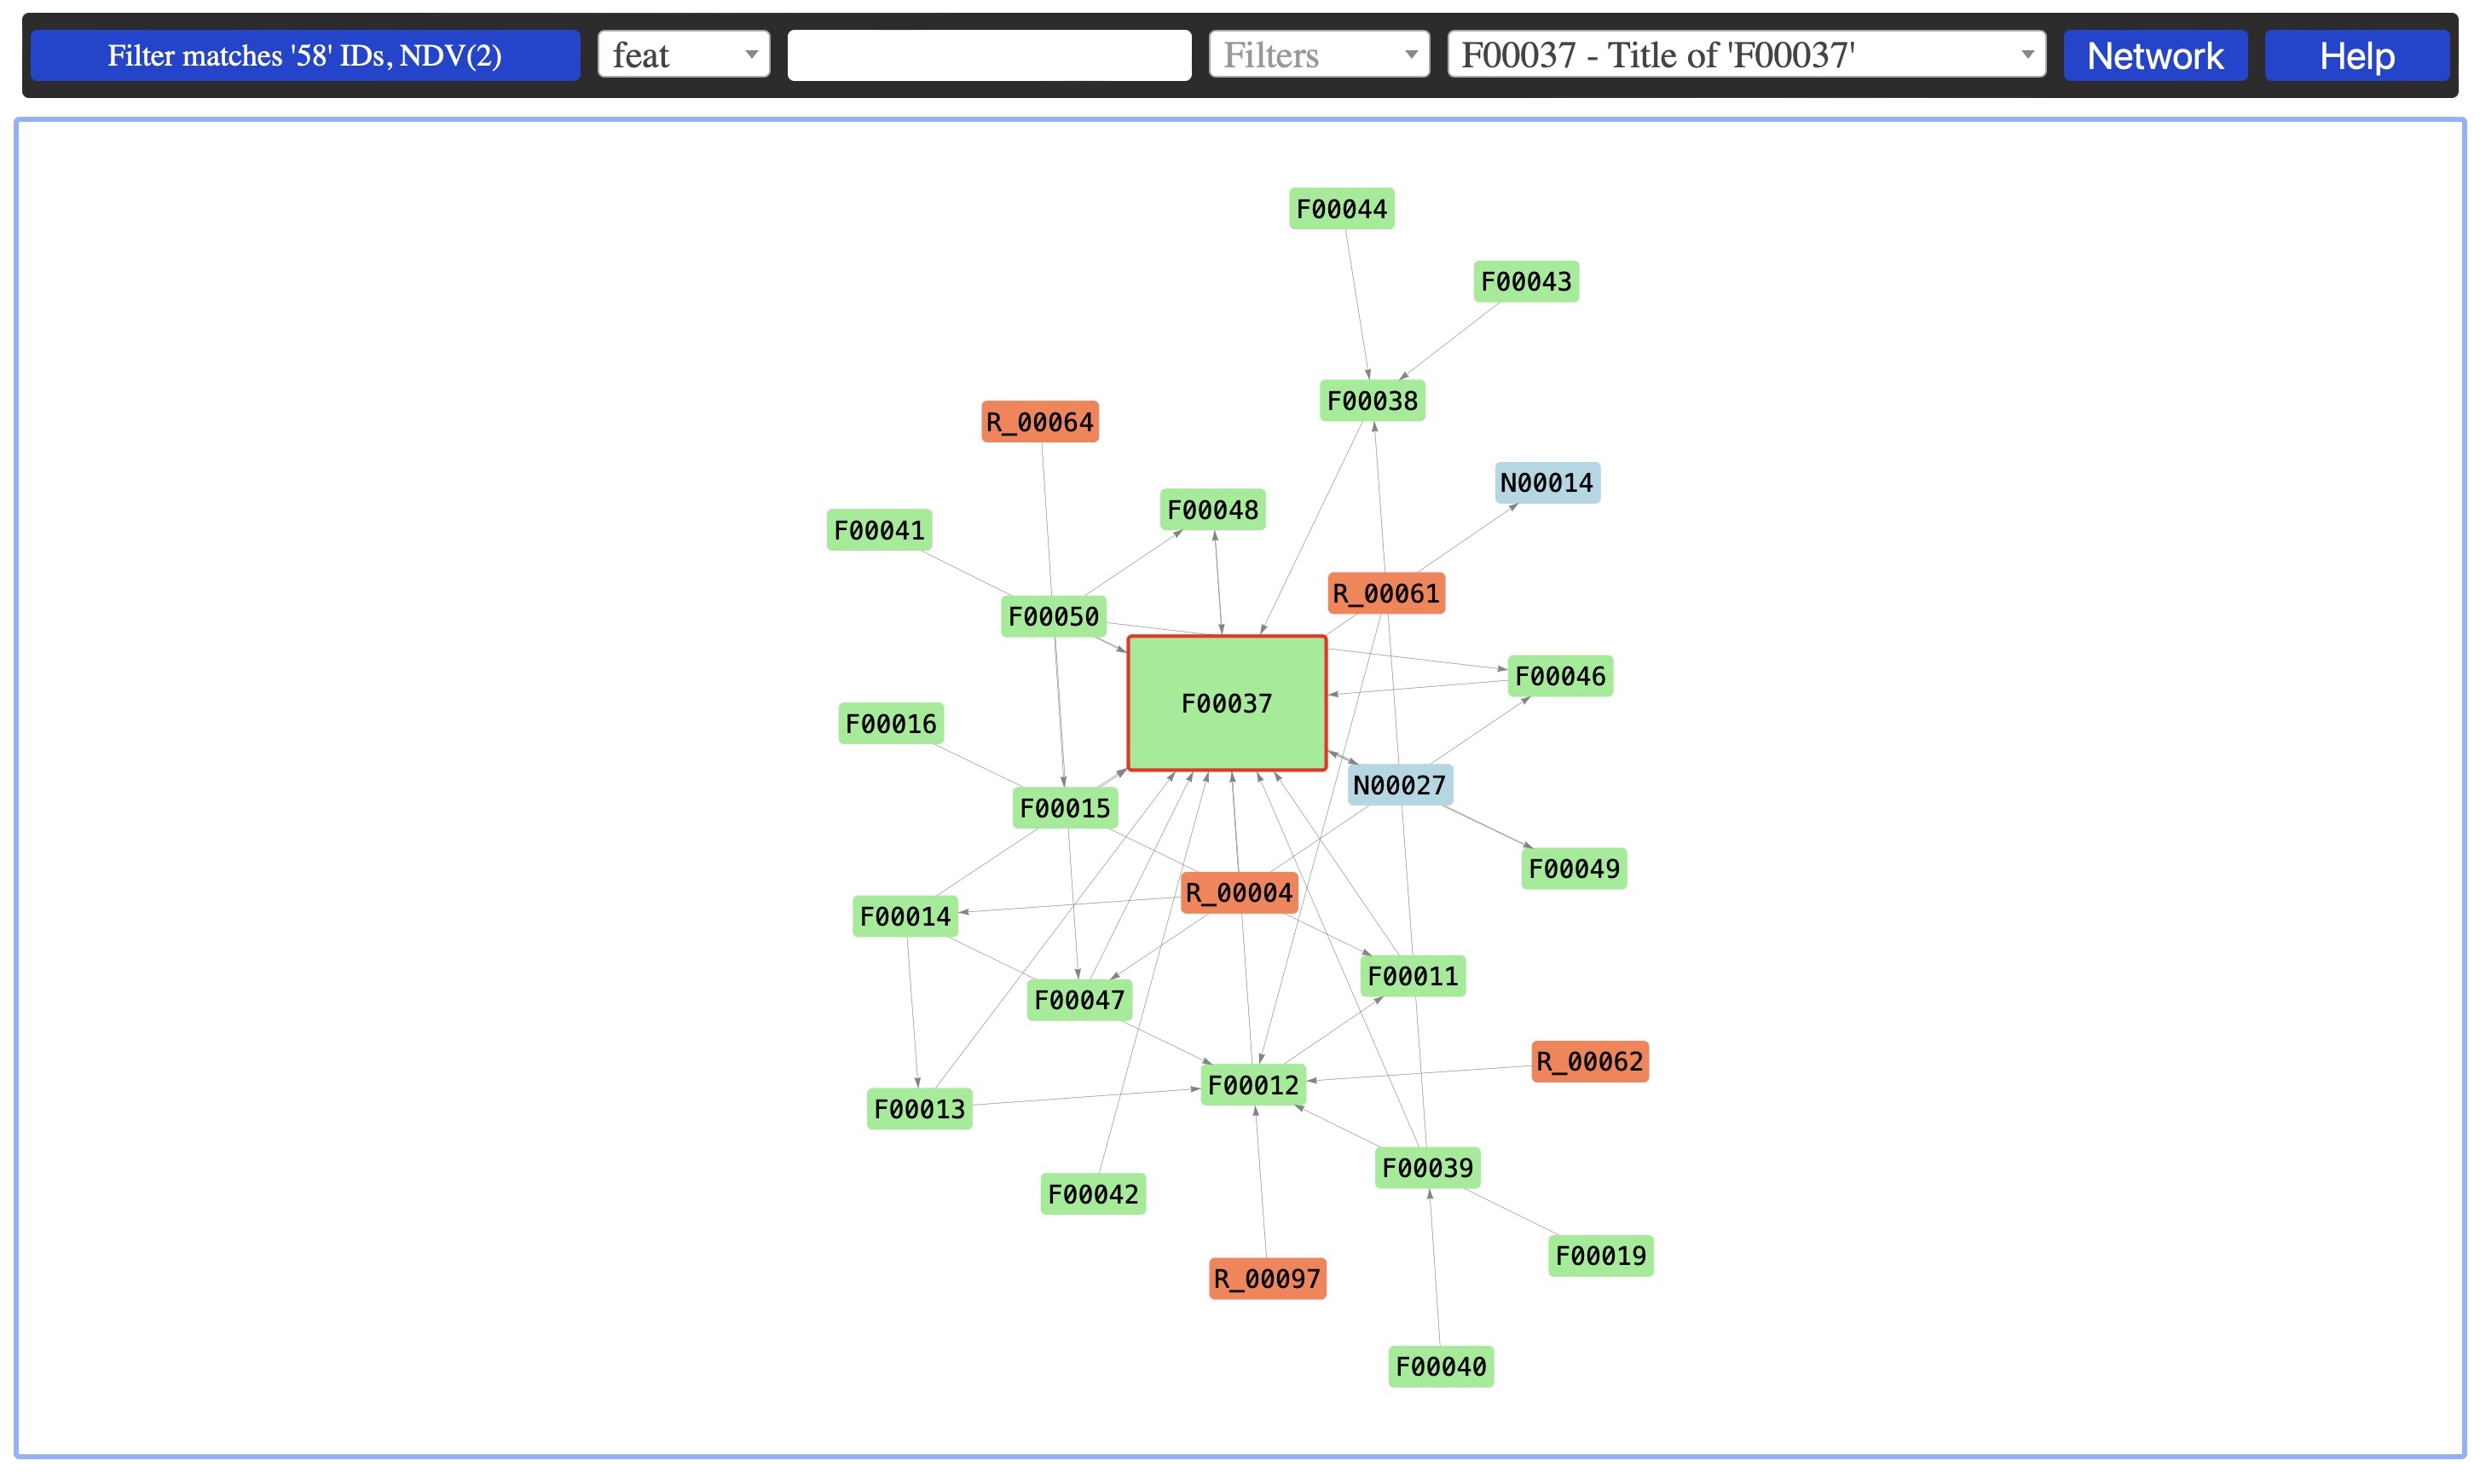 Filter matches '58' IDs, NDV(2)
feat
Filters
F00037 - Title of 'F00037'
Network
Help
F00044
F00043
F00038
R_00064
N00014
F00048
F00041
R_00061
F00050
F00046
F00037
F00016
N00027
F00015
F00049
R_00004
F00014
F00011
F00047
R_00062
F00012
F00013
F00039
F00042
F00019
R_00097
F00040